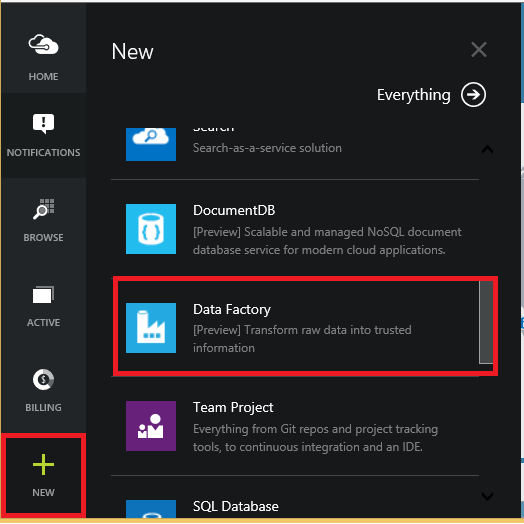 HOME
NOTIFICATIONS
BROWSE
ACTIVE
BILLING
NEW
New
Everything
Search
Search-as-a-service solution
DocumentDB
[Preview] Scalable and managed NoSQL document
database service for modern cloud applications.
Data Factory
[Preview] Transform raw data into trusted
information
Team Project
Everything from Git repos and project tracking
tools, to continuous integration and an IDE.
SQL Database